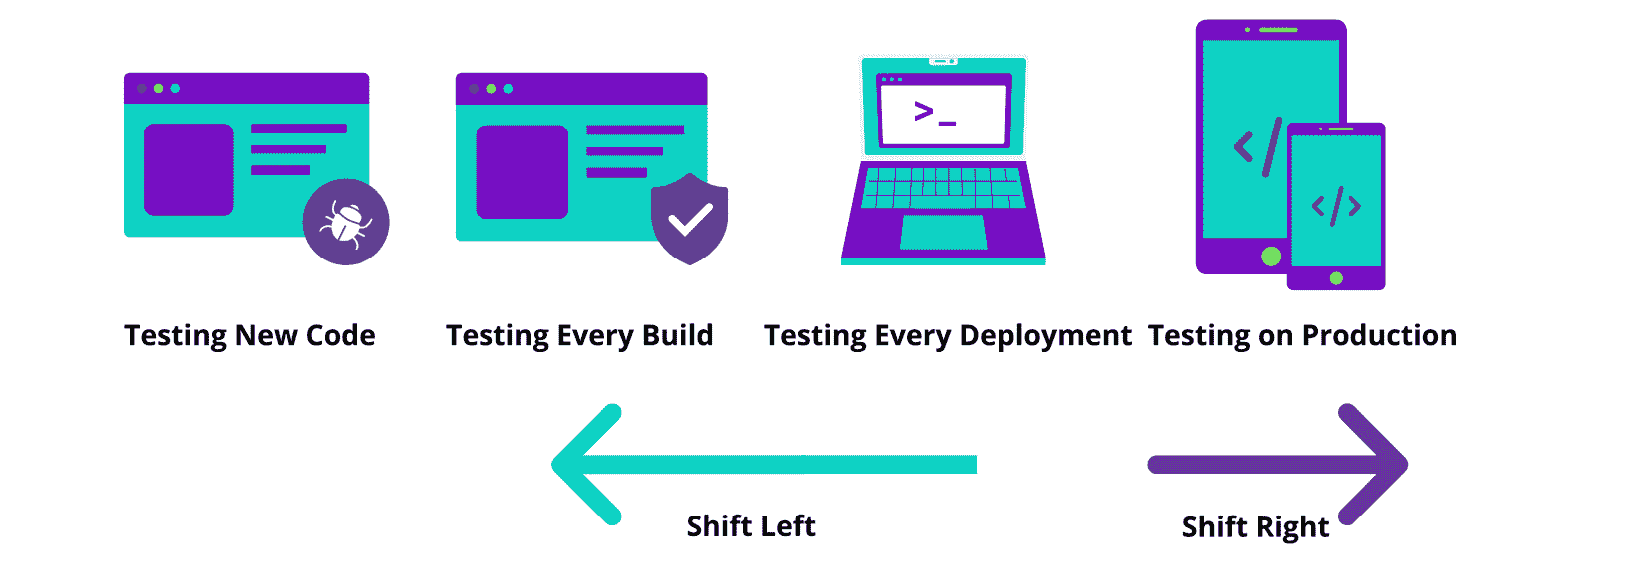 >_
</
</>
Testing New Code
Testing Every Build
Testing Every Deployment
Testing on Production
Shift Left
Shift Right